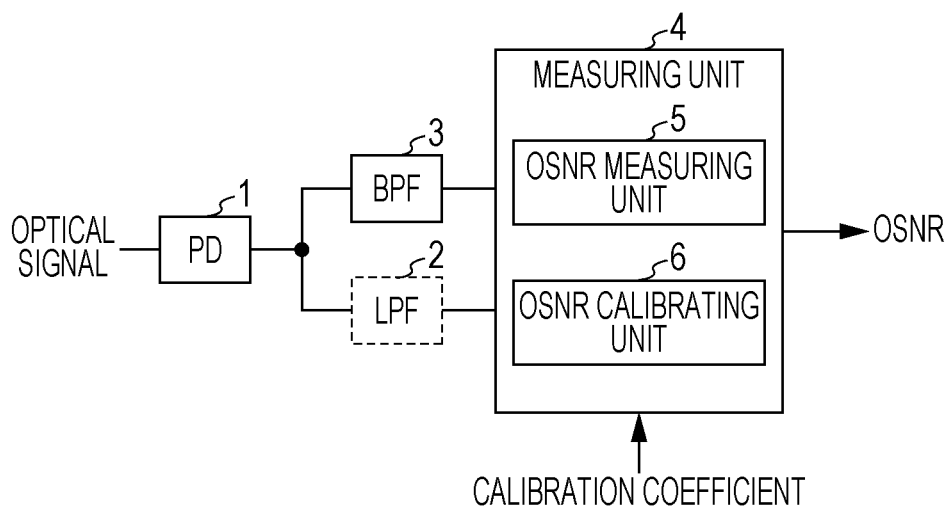 4
MEASURING UNIT
5
OSNR MEASURING
UNIT
3
BPF
1
OPTICAL
SIGNAL
PD
OSNR
2
LPF
6
OSNR CALIBRATING
UNIT
CALIBRATION COEFFICIENT